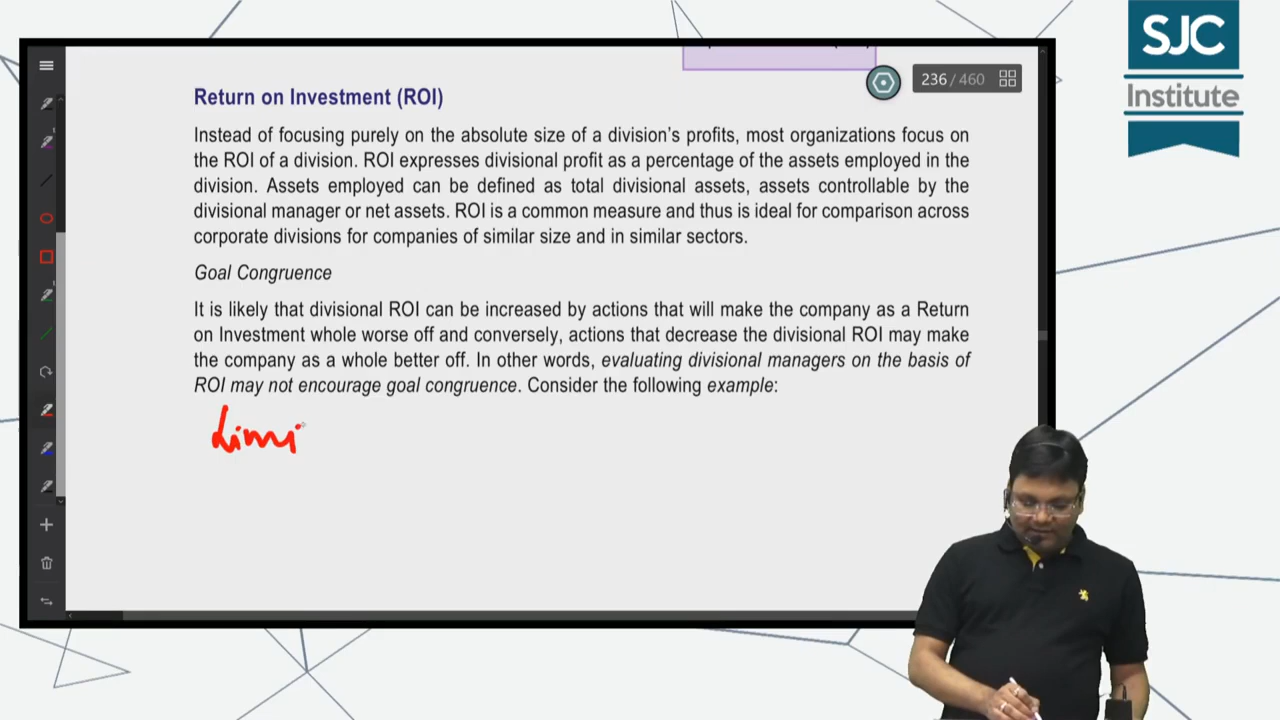 SJC
Institute
236 / 460
Return on Investment (ROI)
Instead of focusing purely on the absolute size of a division's profits, most organizations focus on
the ROI of a division. ROI expresses divisional profit as a percentage of the assets employed in the
division. Assets employed can be defined as total divisional assets, assets controllable by the
divisional manager or net assets. ROI is a common measure and thus is ideal for comparison across
corporate divisions for companies of similar size and in similar sectors.
Goal Congruence
It is likely that divisional ROI can be increased by actions that will make the company as a Return
on Investment whole worse off and conversely, actions that decrease the divisional ROI may make
the company as a whole better off. In other words, evaluating divisional managers on the basis of
ROI may not encourage goal congruence. Consider the following example:
Limi